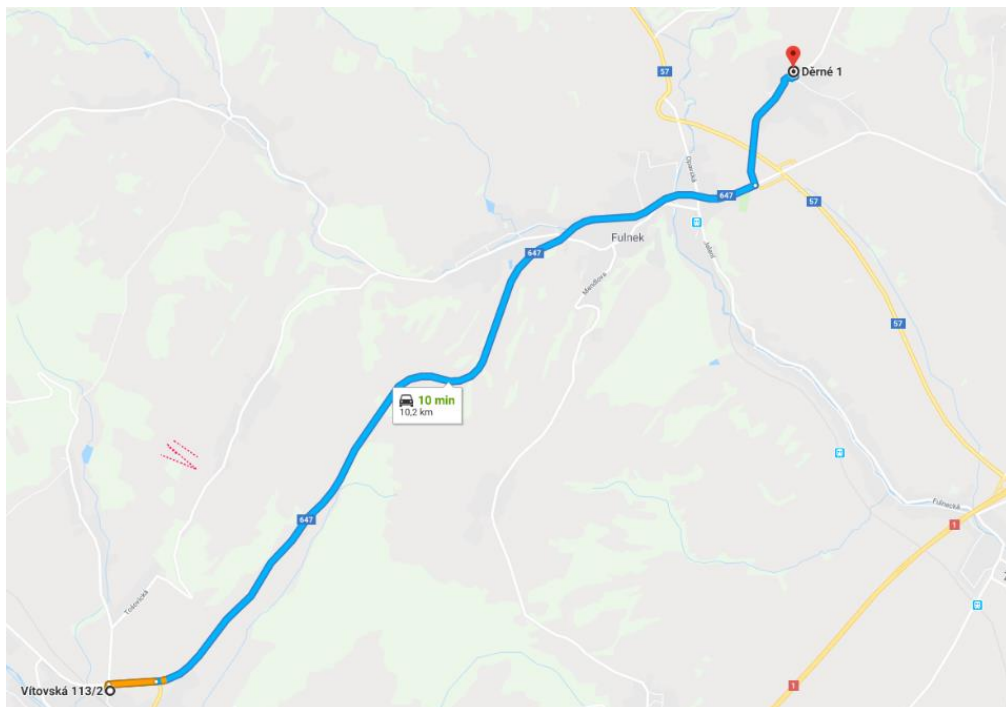 57
Děrné 1
Opavská
647
57
Jelení
Fulnek
647
Mendlova
57
10 min
10,2 km
Fulnecká
647
1
Tošovická
Vítovská 113/2
1